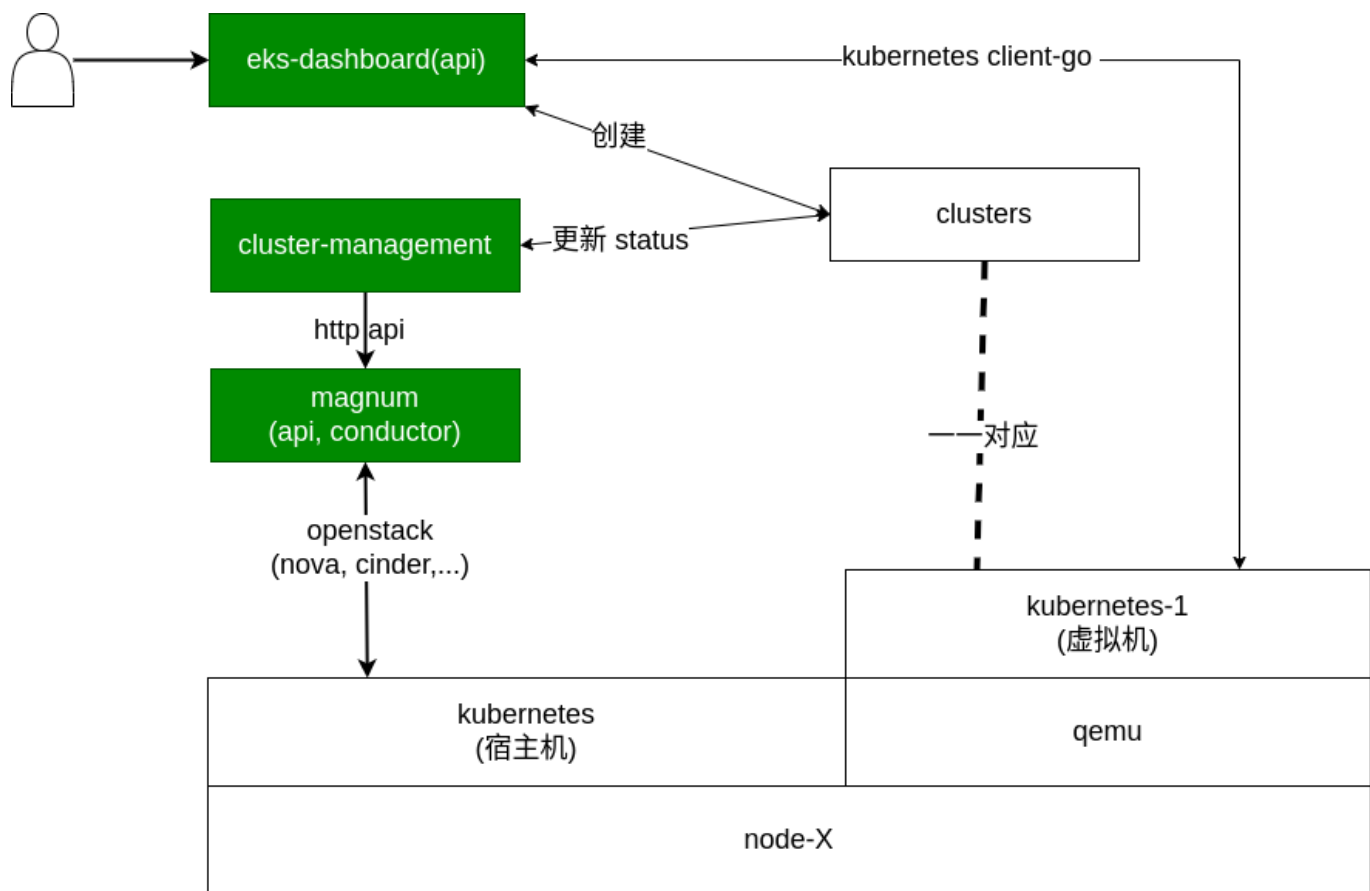 eks-dashboard(api)
kubernetes client-go
创建
clusters
cluster-management
更新 status
http api
magnum
(api, conductor)
一一对应
openstack
(nova, cinder,...)
kubernetes-1
(虚拟机)
kubernetes
(宿主机)
qemu
node-X